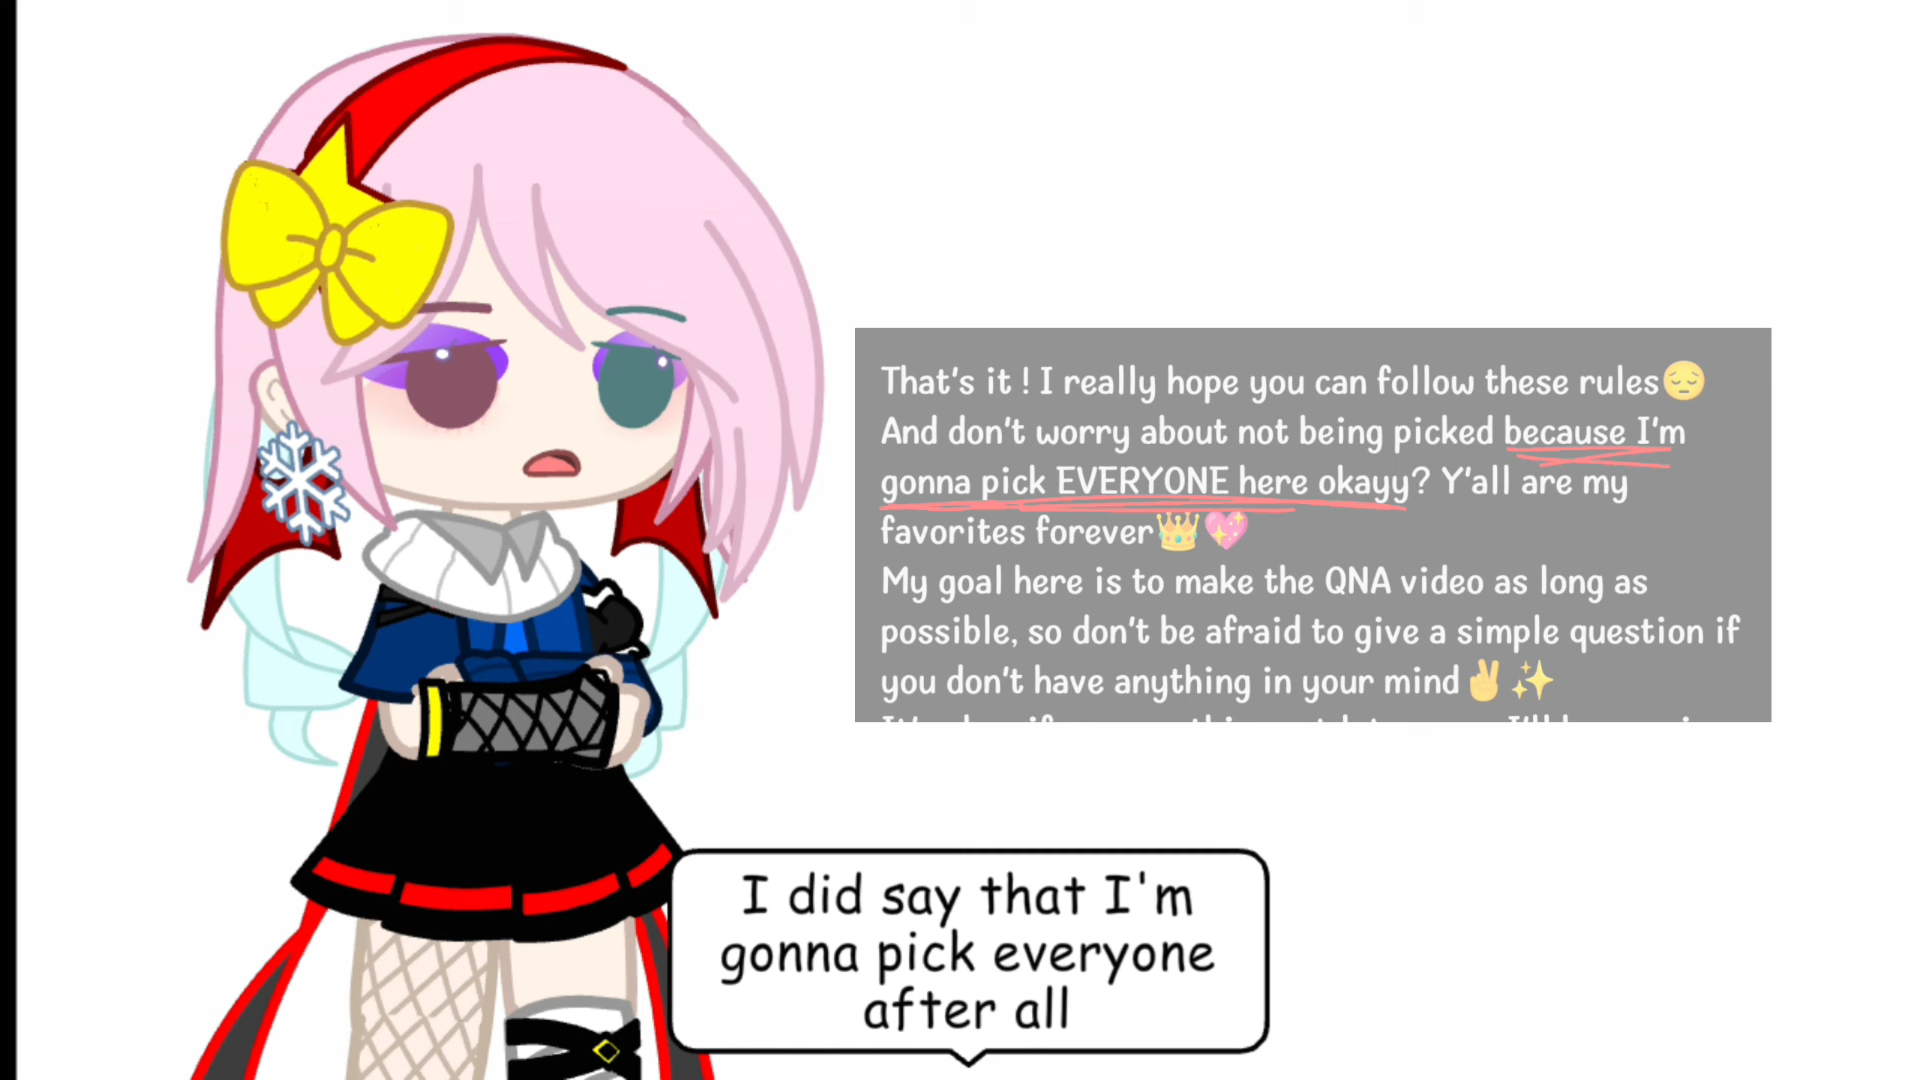 That's it ! I really hope you can follow these rules😔
And don't worry about not being picked because I'm
gonna pick EVERYONE here okayy? Y'all are my
favorites forever👑💖
My goal here is to make the QNA video as long as
possible, so don't be afraid to give a simple question if
you don't have anything in your mind✌️✨
I did say that I'm
gonna pick everyone
after all